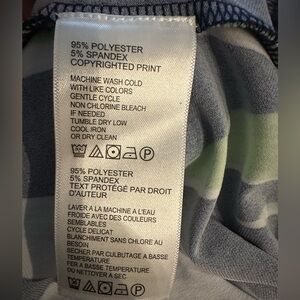 95% POLYESTER
5% SPANDEX
COPYRIGHTED PRINT
MACHINE WASH COLD
WITH LIKE COLORS
GENTLE CYCLE
NON CHLORINE BLEACH
IF NEEDED
TUMBLE DRY LOW
COOL IRON
OR DRY CLEAN
95% POLYESTER
5% SPANDEX
TEXT PROTÉGÉ PAR DROIT
D'AUTEUR
LAVER A LA MACHINE A L'EAU
FROIDE AVEC DES COULEURS
SEMBLABLES
CYCLE DELICAT
BLANCHIMENT SANS CHLORE AU
BESOIN
SECHER PAR CULBUTAGE A BASSE
TEMPERATURE
FER A BASSE TEMPERATURE
OU NETTOYER A SEC